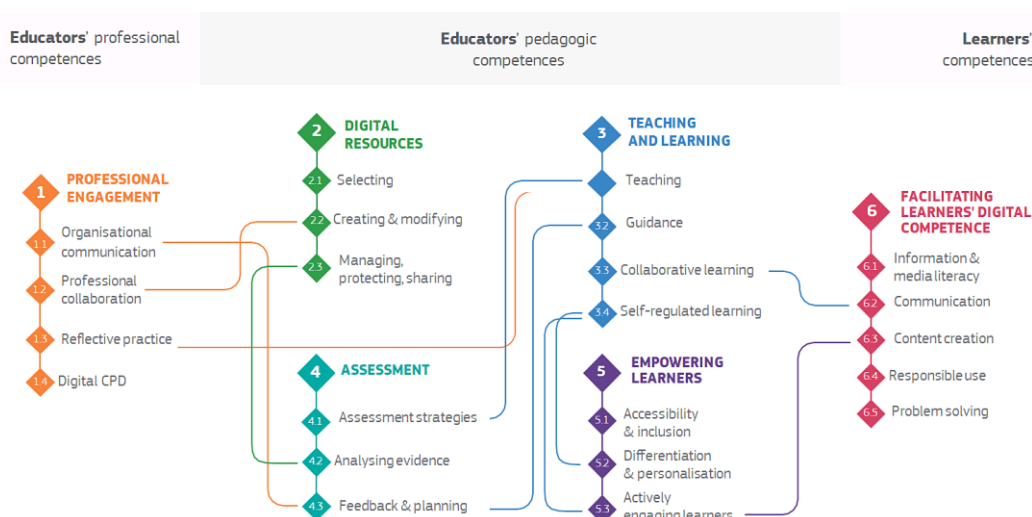 Educators' professional
competences
Educators' pedagogic
competences
Learners'
competences
1
PROFESSIONAL
ENGAGEMENT
1.1
Organisational
communication
1.2
Professional
collaboration
1.3
Reflective practice
1.4
Digital CPD
2
DIGITAL
RESOURCES
2.1
Selecting
2.2
Creating & modifying
2.3
Managing,
protecting, sharing
3
TEACHING
AND LEARNING
Teaching
3.2
Guidance
3.3
Collaborative learning
3.4
Self-regulated learning
4
ASSESSMENT
4.1
Assessment strategies
4.2
Analysing evidence
4.3
Feedback & planning
5
EMPOWERING
LEARNERS
5.1
Accessibility
& inclusion
5.2
Differentiation
& personalisation
5.3
Actively
engaging learners
6
FACILITATING
LEARNERS' DIGITAL
COMPETENCE
6.1
Information &
media literacy
6.2
Communication
6.3
Content creation
6.4
Responsible use
6.5
Problem solving